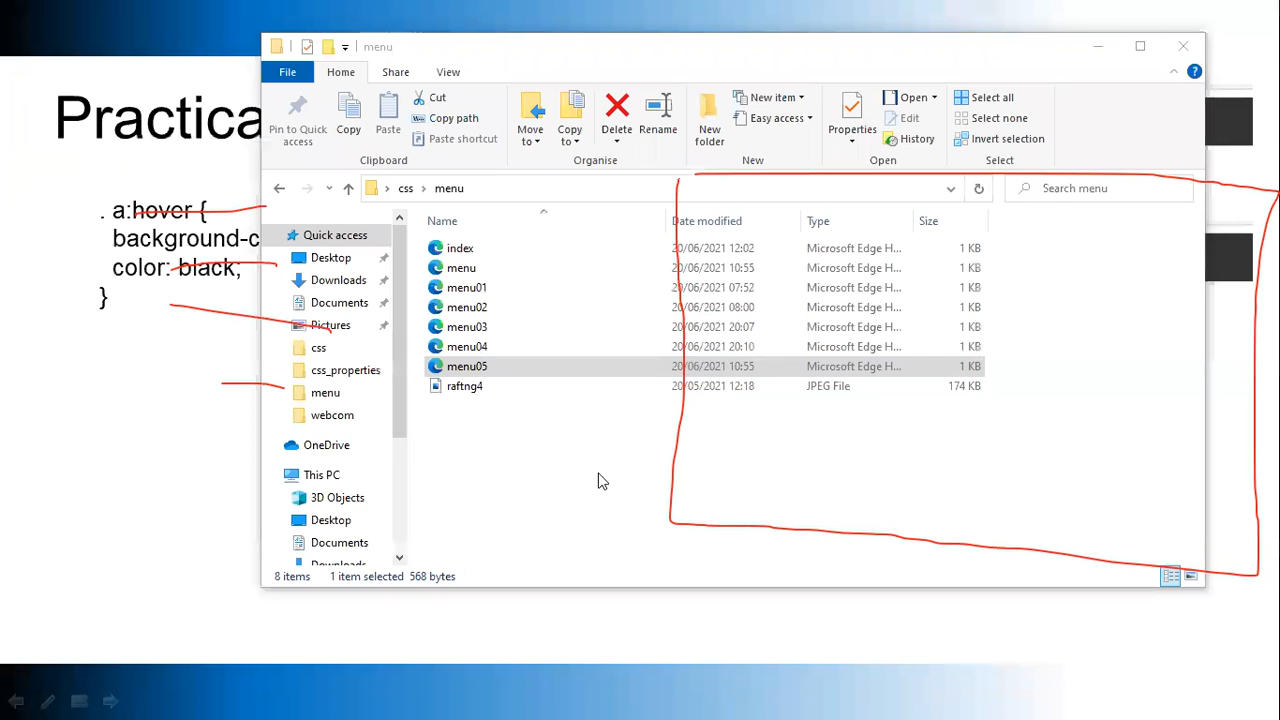 menu
File Home Share View
Practica
Pin to Quick access
Copy
Paste
Cut
Copy path
Paste shortcut
Clipboard
Move to
Copy to
Delete
Rename
Organise
New folder
New item
Easy access
New
Properties
Open
Edit
History
Open
Select all
Select none
Invert selection
Select
css › menu
Search menu
. a:hover {
background-c
color: black;
}
Quick access
Desktop
Downloads
Documents
Pictures
css
css_properties
menu
webcom
OneDrive
This PC
3D Objects
Desktop
Documents
Downloads
Name Date modified Type Size
index 20/06/2021 12:02 Microsoft Edge H... 1 KB
menu 20/06/2021 10:55 Microsoft Edge H... 1 KB
menu01 20/06/2021 07:52 Microsoft Edge H... 1 KB
menu02 20/06/2021 08:00 Microsoft Edge H... 1 KB
menu03 20/06/2021 20:07 Microsoft Edge H... 1 KB
menu04 20/06/2021 20:10 Microsoft Edge H... 1 KB
menu05 20/06/2021 10:55 Microsoft Edge H... 1 KB
raftng4 20/05/2021 12:18 JPEG File 174 KB
8 items 1 item selected 568 bytes